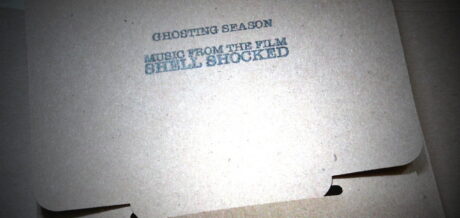 GHOSTING SEASON
MUSIC FROM THE FILM
SHELL SHOCKED